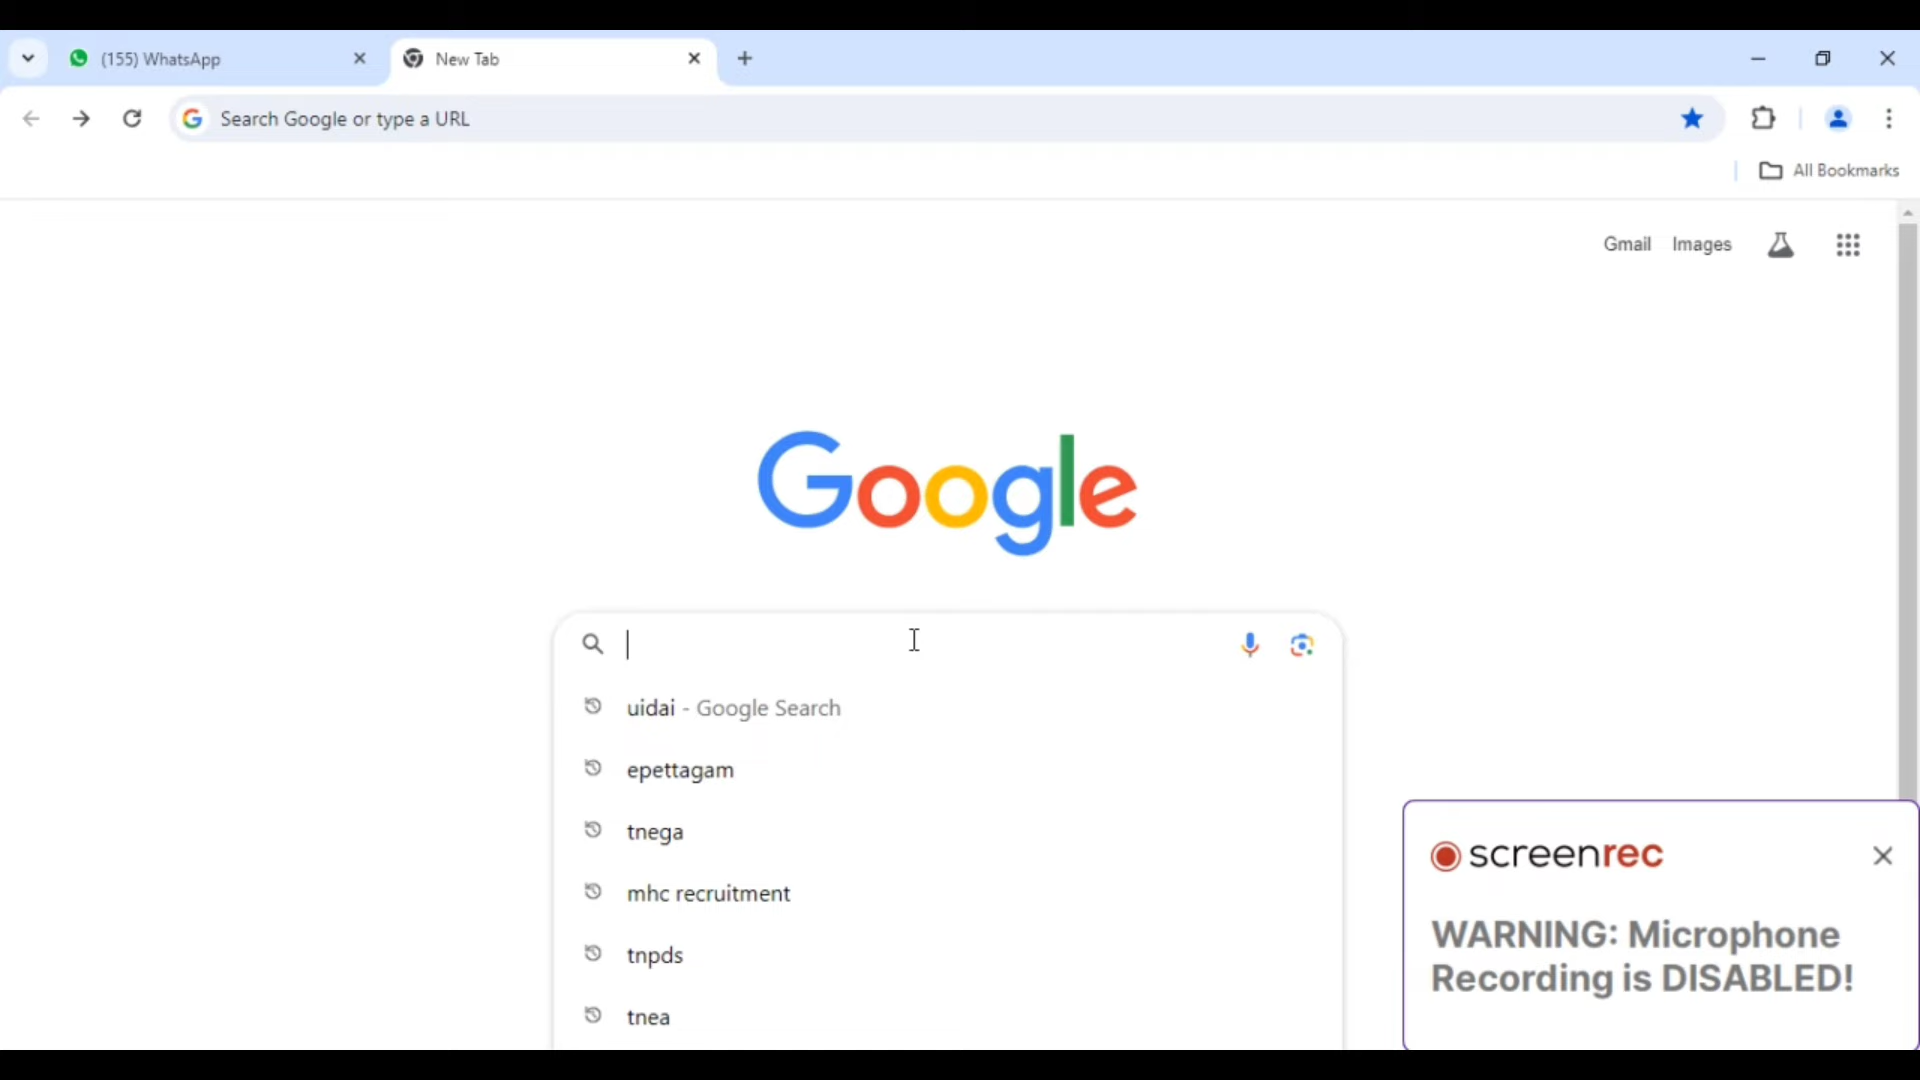 (155) WhatsApp
New Tab
Search Google or type a URL
All Bookmarks
Gmail Images
Google
uidai - Google Search
epettagam
tnega
mhc recruitment
tnpds
tnea
screenrec
WARNING: Microphone
Recording is DISABLED!